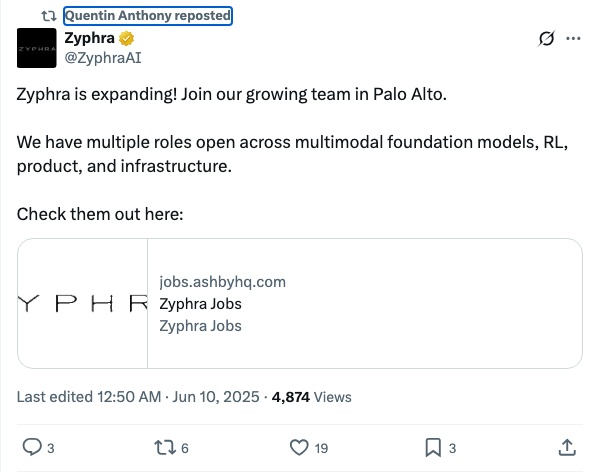 Quentin Anthony reposted
ZYPHRA
Zyphra
@ZyphraAI
Zyphra is expanding! Join our growing team in Palo Alto.
We have multiple roles open across multimodal foundation models, RL,
product, and infrastructure.
Check them out here:
Y P H R
jobs.ashbyhq.com
Zyphra Jobs
Zyphra Jobs
Last edited 12:50 AM · Jun 10, 2025 · 4,874 Views
3 6 19 3